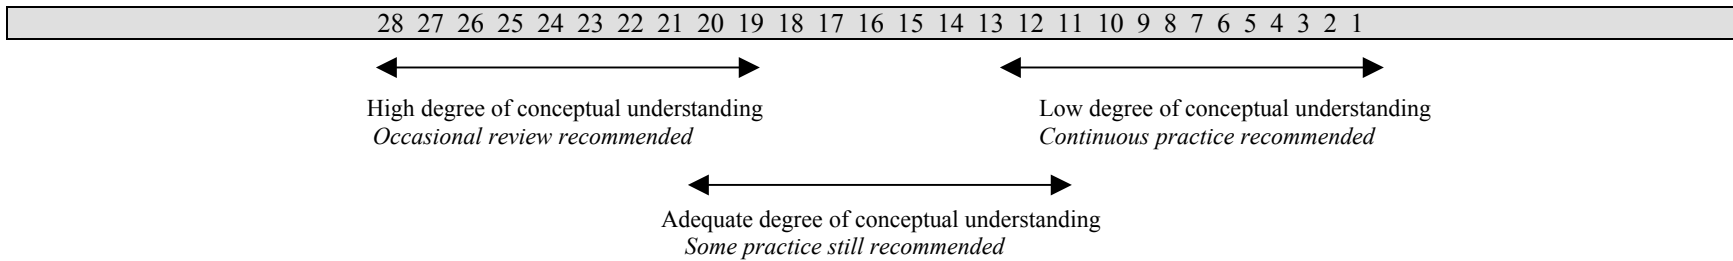 28 27 26 25 24 23 22 21 20 19 18 17 16 15 14 13 12 11 10 9 8 7 6 5 4 3 2 1
High degree of conceptual understanding
Occasional review recommended
Low degree of conceptual understanding
Continuous practice recommended
Adequate degree of conceptual understanding
Some practice still recommended